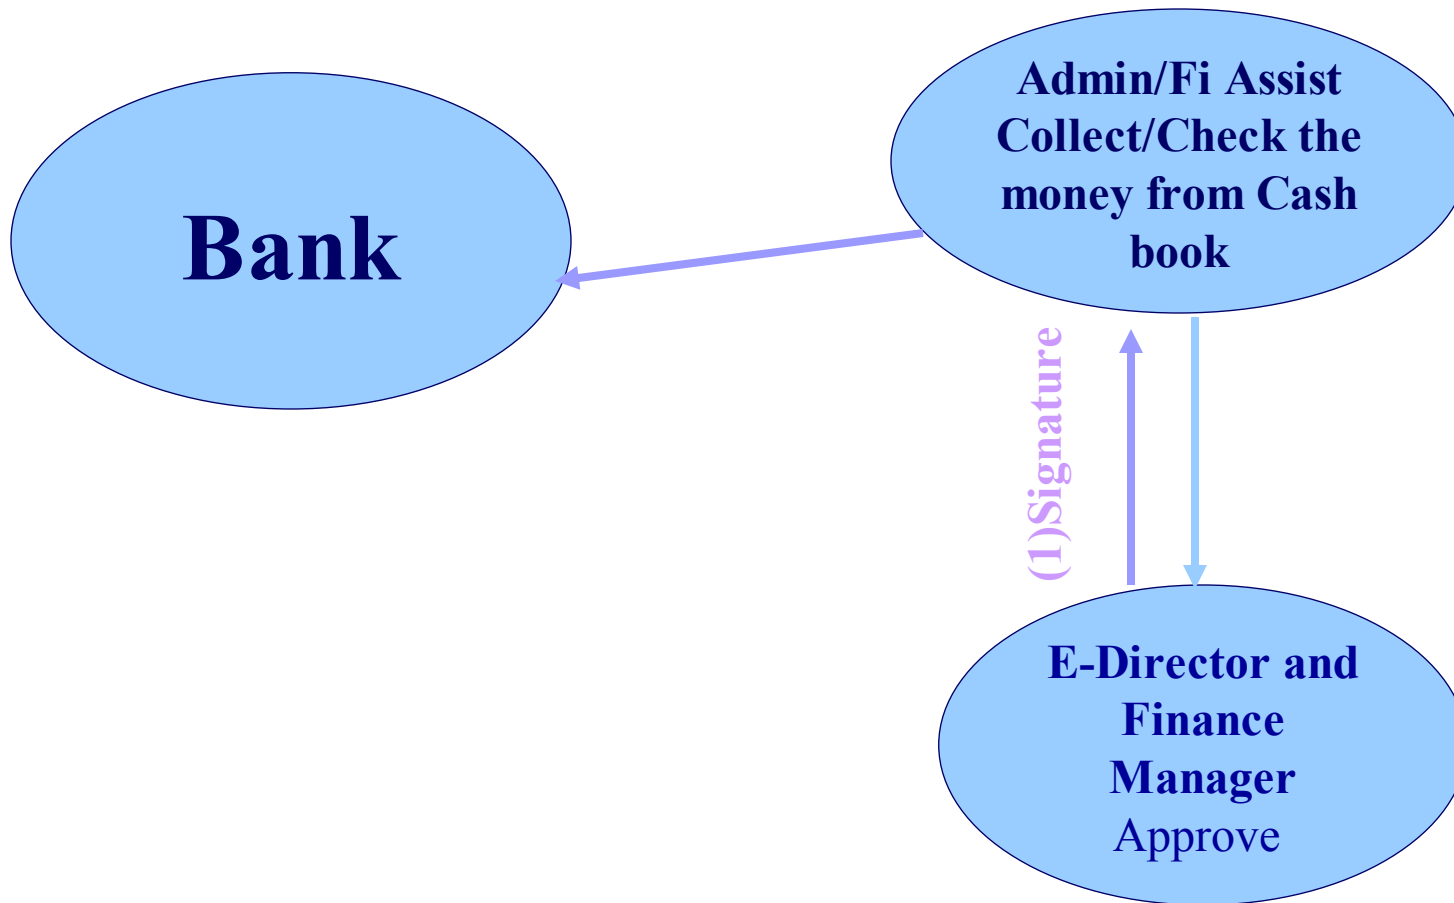 Bank
Admin/Fi Assist
Collect/Check the
money from Cash
book
(1)Signature
E-Director and
Finance
Manager
Approve